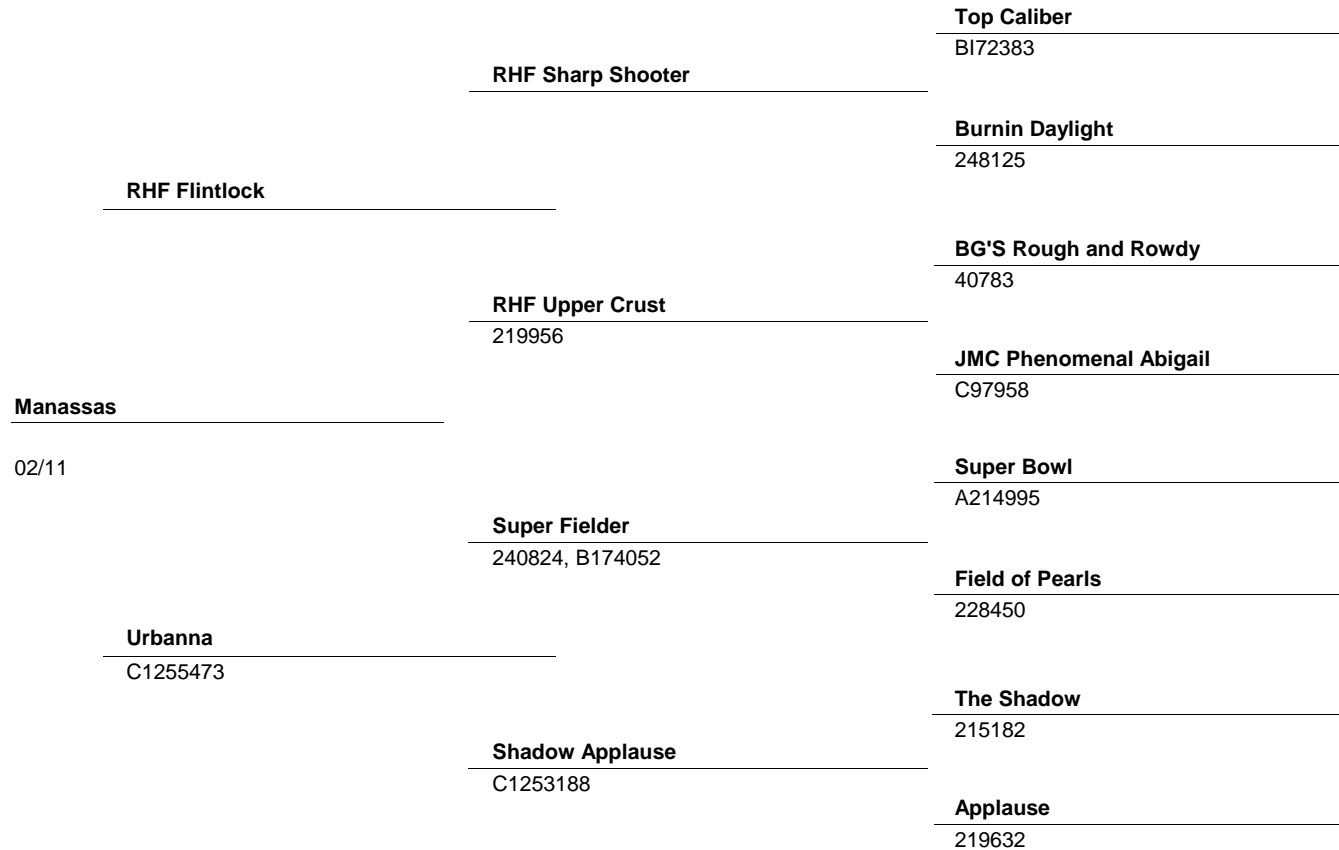 Top Caliber
BI72383
RHF Sharp Shooter
Burnin Daylight
248125
RHF Flintlock
BG'S Rough and Rowdy
40783
RHF Upper Crust
219956
JMC Phenomenal Abigail
C97958
Manassas
02/11
Super Bowl
A214995
Super Fielder
240824, B174052
Field of Pearls
228450
Urbanna
C1255473
The Shadow
215182
Shadow Applause
C1253188
Applause
219632